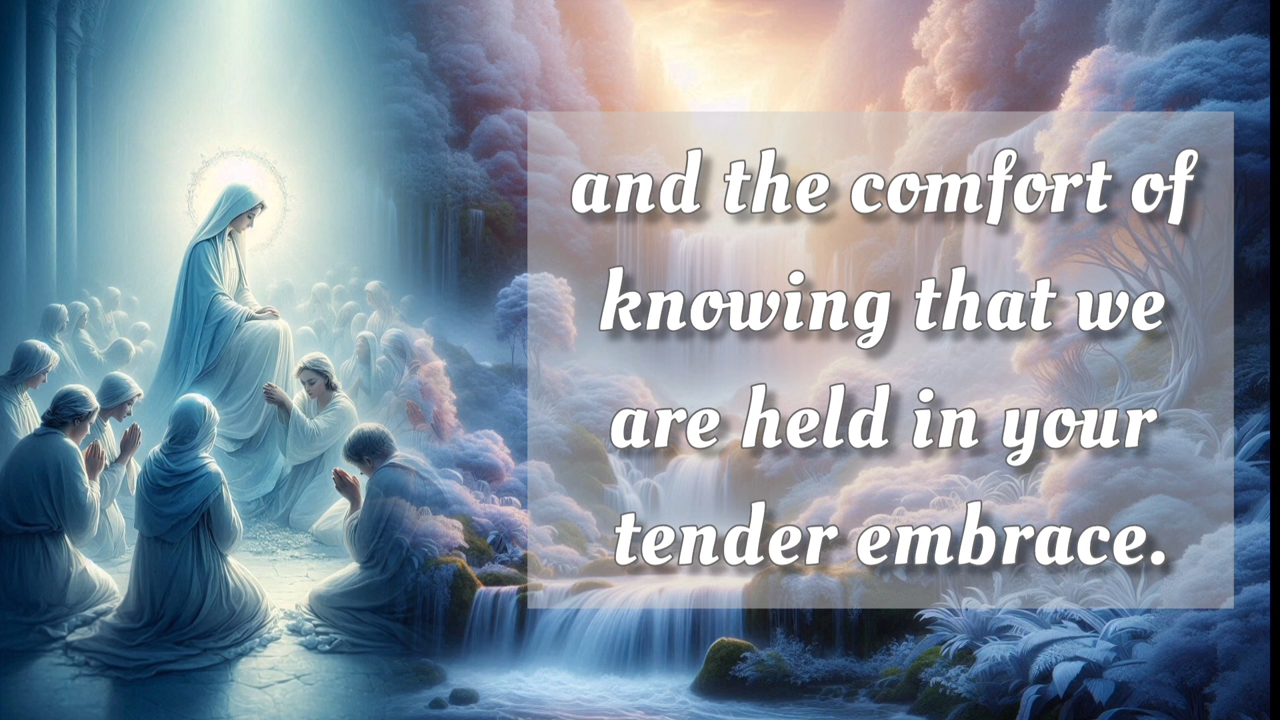 and the comfort of
knowing that we
are held in your
tender embrace.